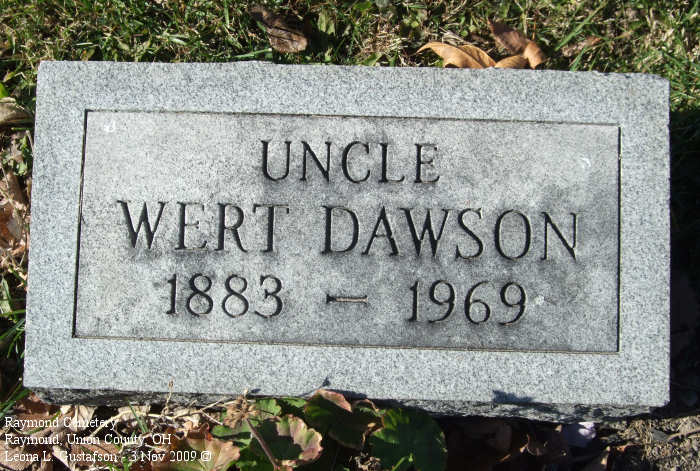 UNCLE
WERT DAWSON
1883 – 1969
Raymond Cemetery
Raymond, Union County, OH
Leona L. Gustafson - 3 Nov 2009 ©